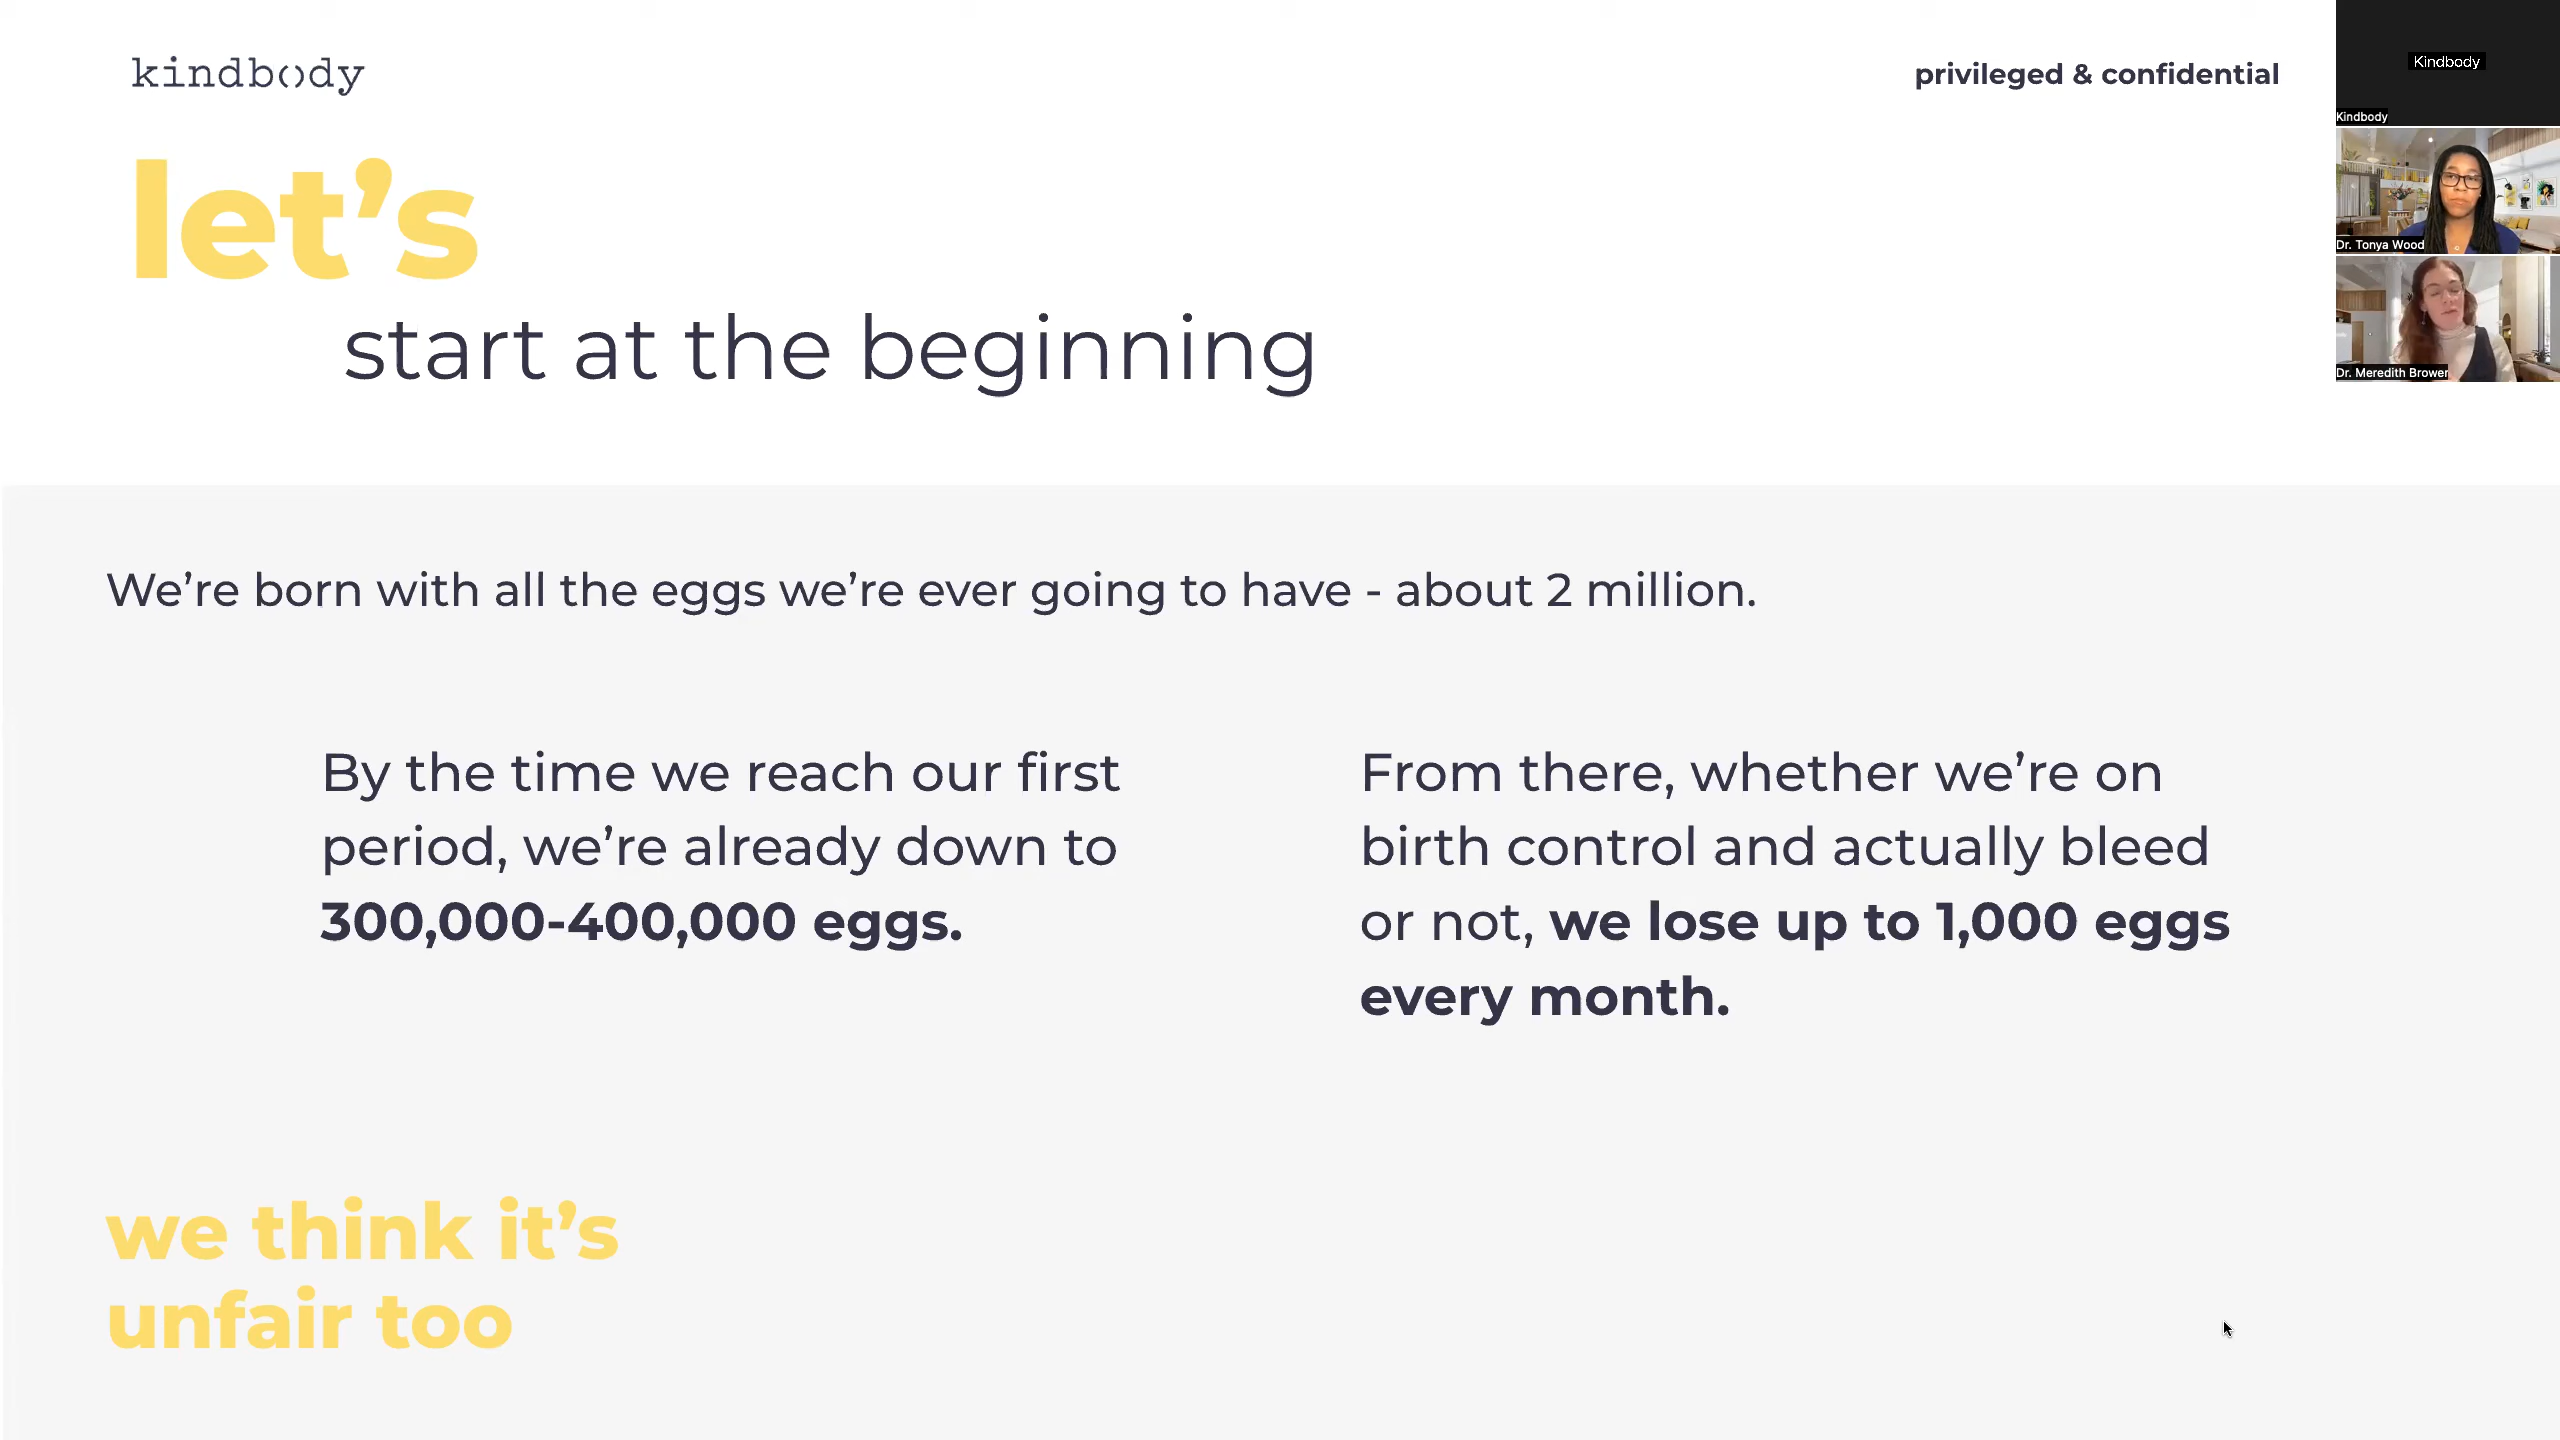 kindbody
privileged & confidential
Kindbody
Kindbody
Dr. Tonya Wood
Dr. Meredith Brower
let’s
start at the beginning
We’re born with all the eggs we’re ever going to have - about 2 million.
By the time we reach our first
period, we’re already down to
300,000-400,000 eggs.
From there, whether we’re on
birth control and actually bleed
or not, we lose up to 1,000 eggs
every month.
we think it’s
unfair too